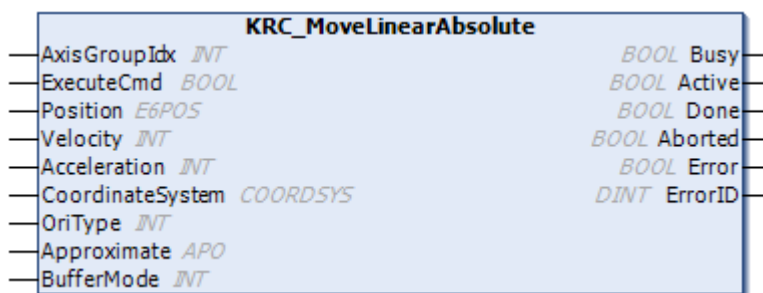 KRC_MoveLinearAbsolute
AxisGroupIdx INT BOOL Busy
ExecuteCmd BOOL BOOL Active
Position E6POS BOOL Done
Velocity INT BOOL Aborted
Acceleration INT BOOL Error
CoordinateSystem COORDSYS DINT ErrorID
OriType INT
Approximate APO
BufferMode INT